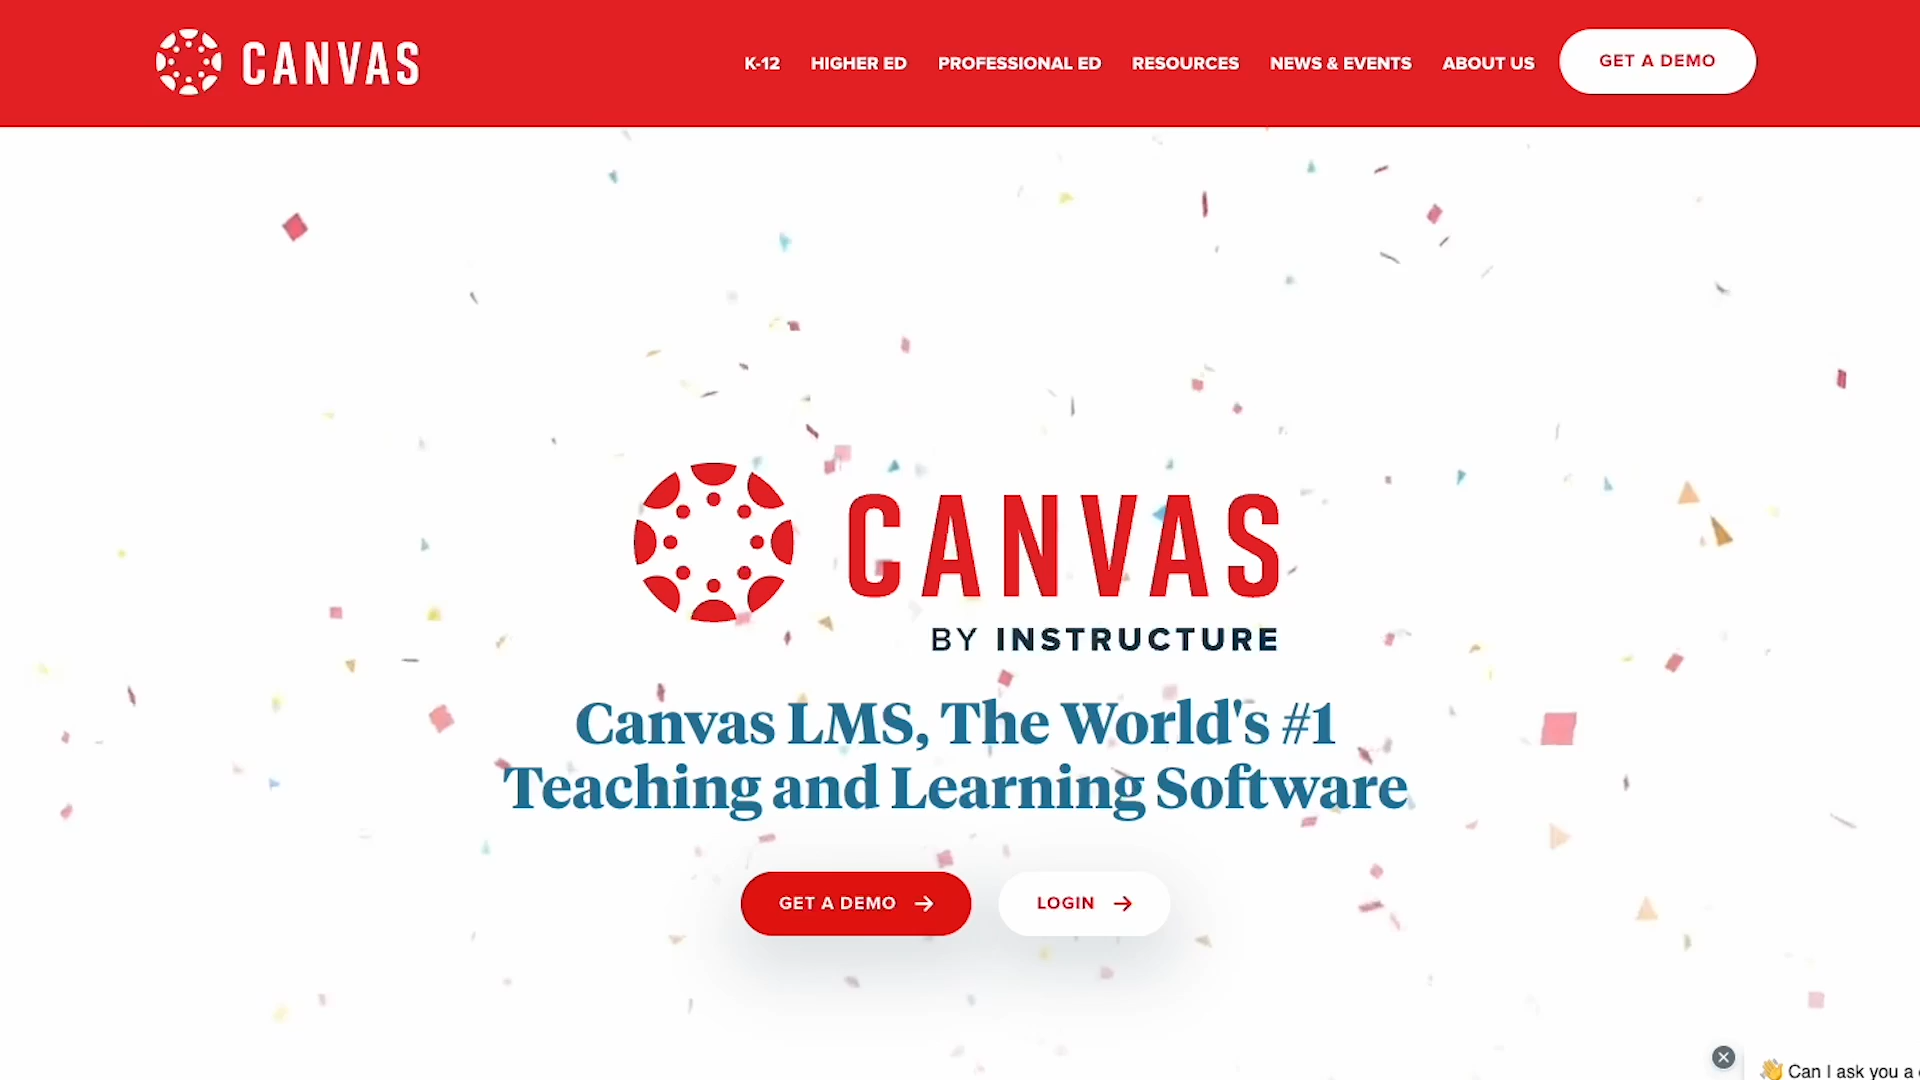 CANVAS
K-12 HIGHER ED PROFESSIONAL ED RESOURCES NEWS & EVENTS ABOUT US GET A DEMO
CANVAS
BY INSTRUCTURE
Canvas LMS, The World's #1
Teaching and Learning Software
GET A DEMO → LOGIN →
👋 Can I ask you a